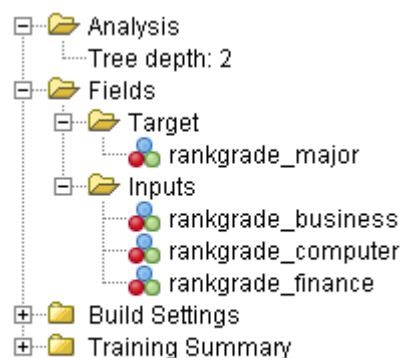 Analysis
Tree depth: 2
Fields
Target
rankgrade_major
Inputs
rankgrade_business
rankgrade_computer
rankgrade_finance
Build Settings
Training Summary